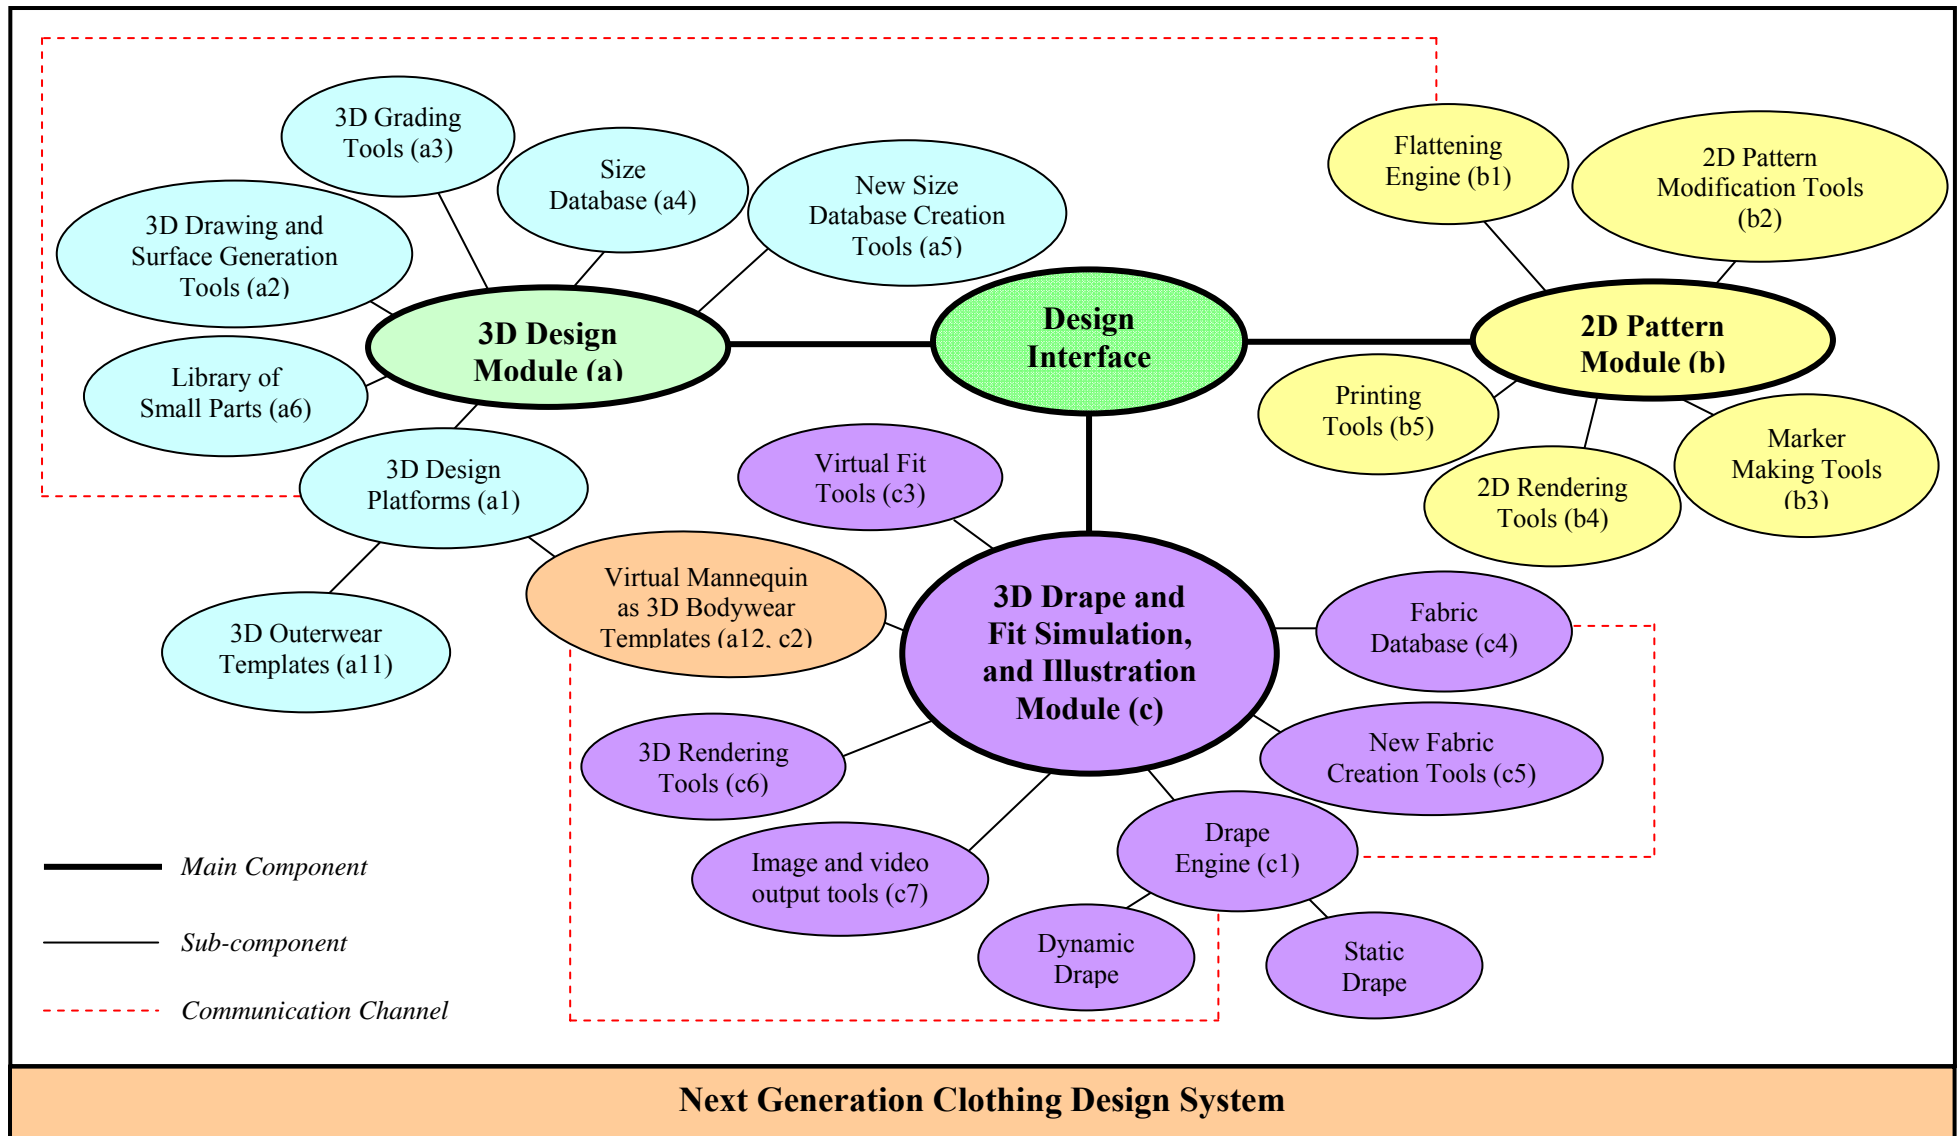 3D Grading
Tools (a3)
Size
Database (a4)
New Size
Database Creation
Tools (a5)
3D Drawing and
Surface Generation
Tools (a2)
Library of
Small Parts (a6)
3D Design
Module (a)
Design
Interface
Flattening
Engine (b1)
2D Pattern
Modification Tools
(b2)
2D Pattern
Module (b)
Printing
Tools (b5)
2D Rendering
Tools (b4)
Marker
Making Tools
(b3)
3D Design
Platforms (a1)
Virtual Fit
Tools (c3)
Virtual Mannequin
as 3D Bodywear
Templates (a12, c2)
3D Outerwear
Templates (a11)
3D Drape and
Fit Simulation,
and Illustration
Module (c)
Fabric
Database (c4)
New Fabric
Creation Tools (c5)
3D Rendering
Tools (c6)
Image and video
output tools (c7)
Drape
Engine (c1)
Dynamic
Drape
Static
Drape
Main Component
Sub-component
Communication Channel
Next Generation Clothing Design System